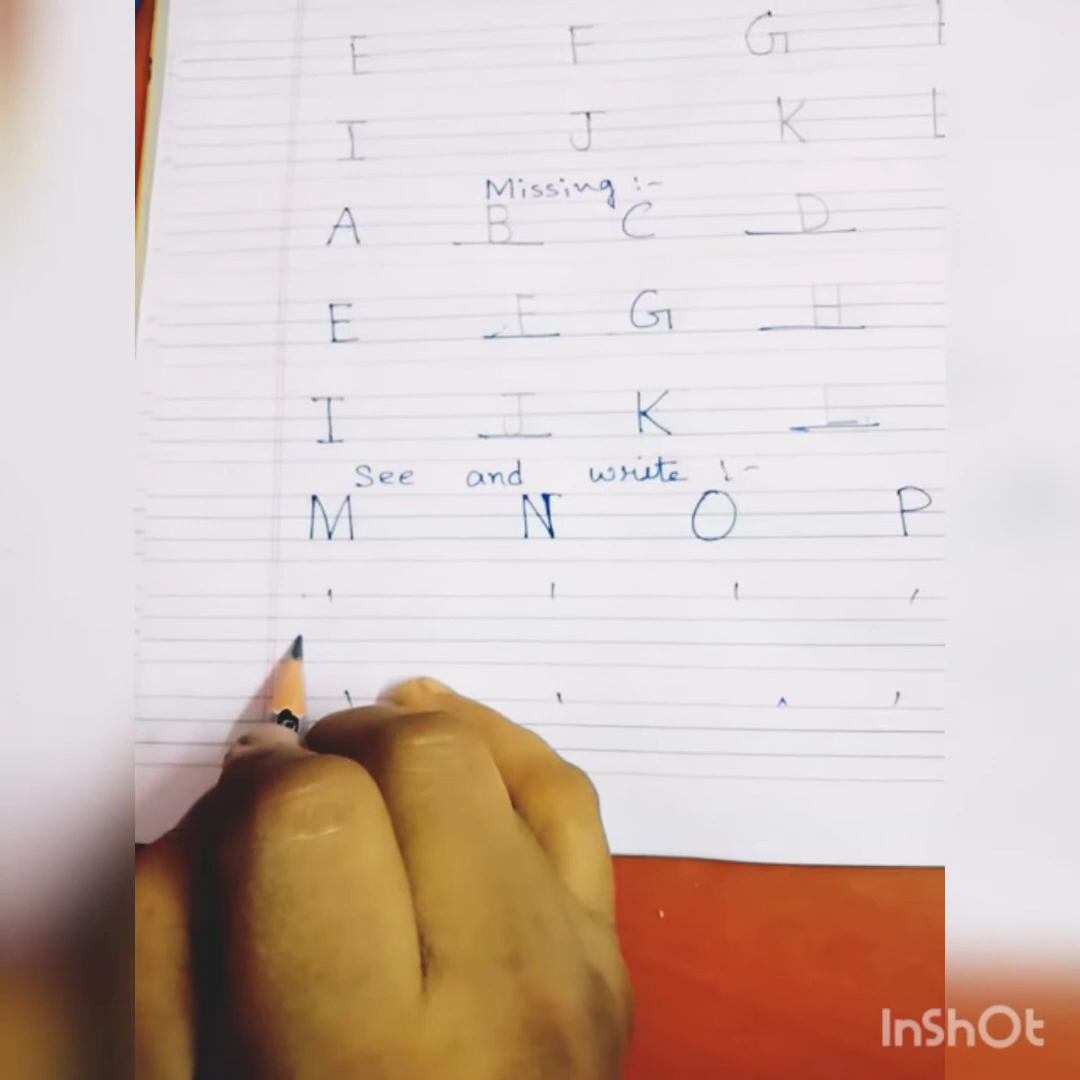 E F G
I J K L
Missing :-
A B C D
E F G H
I J K L
See and write :-
M N O P
InShOt